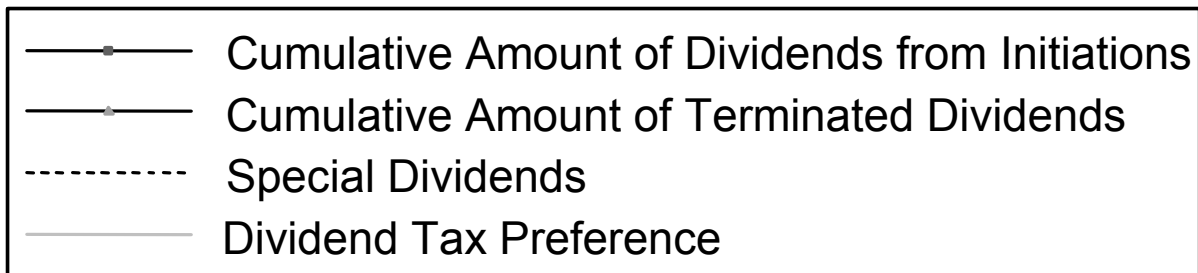 Cumulative Amount of Dividends from Initiations
Cumulative Amount of Terminated Dividends
Special Dividends
Dividend Tax Preference